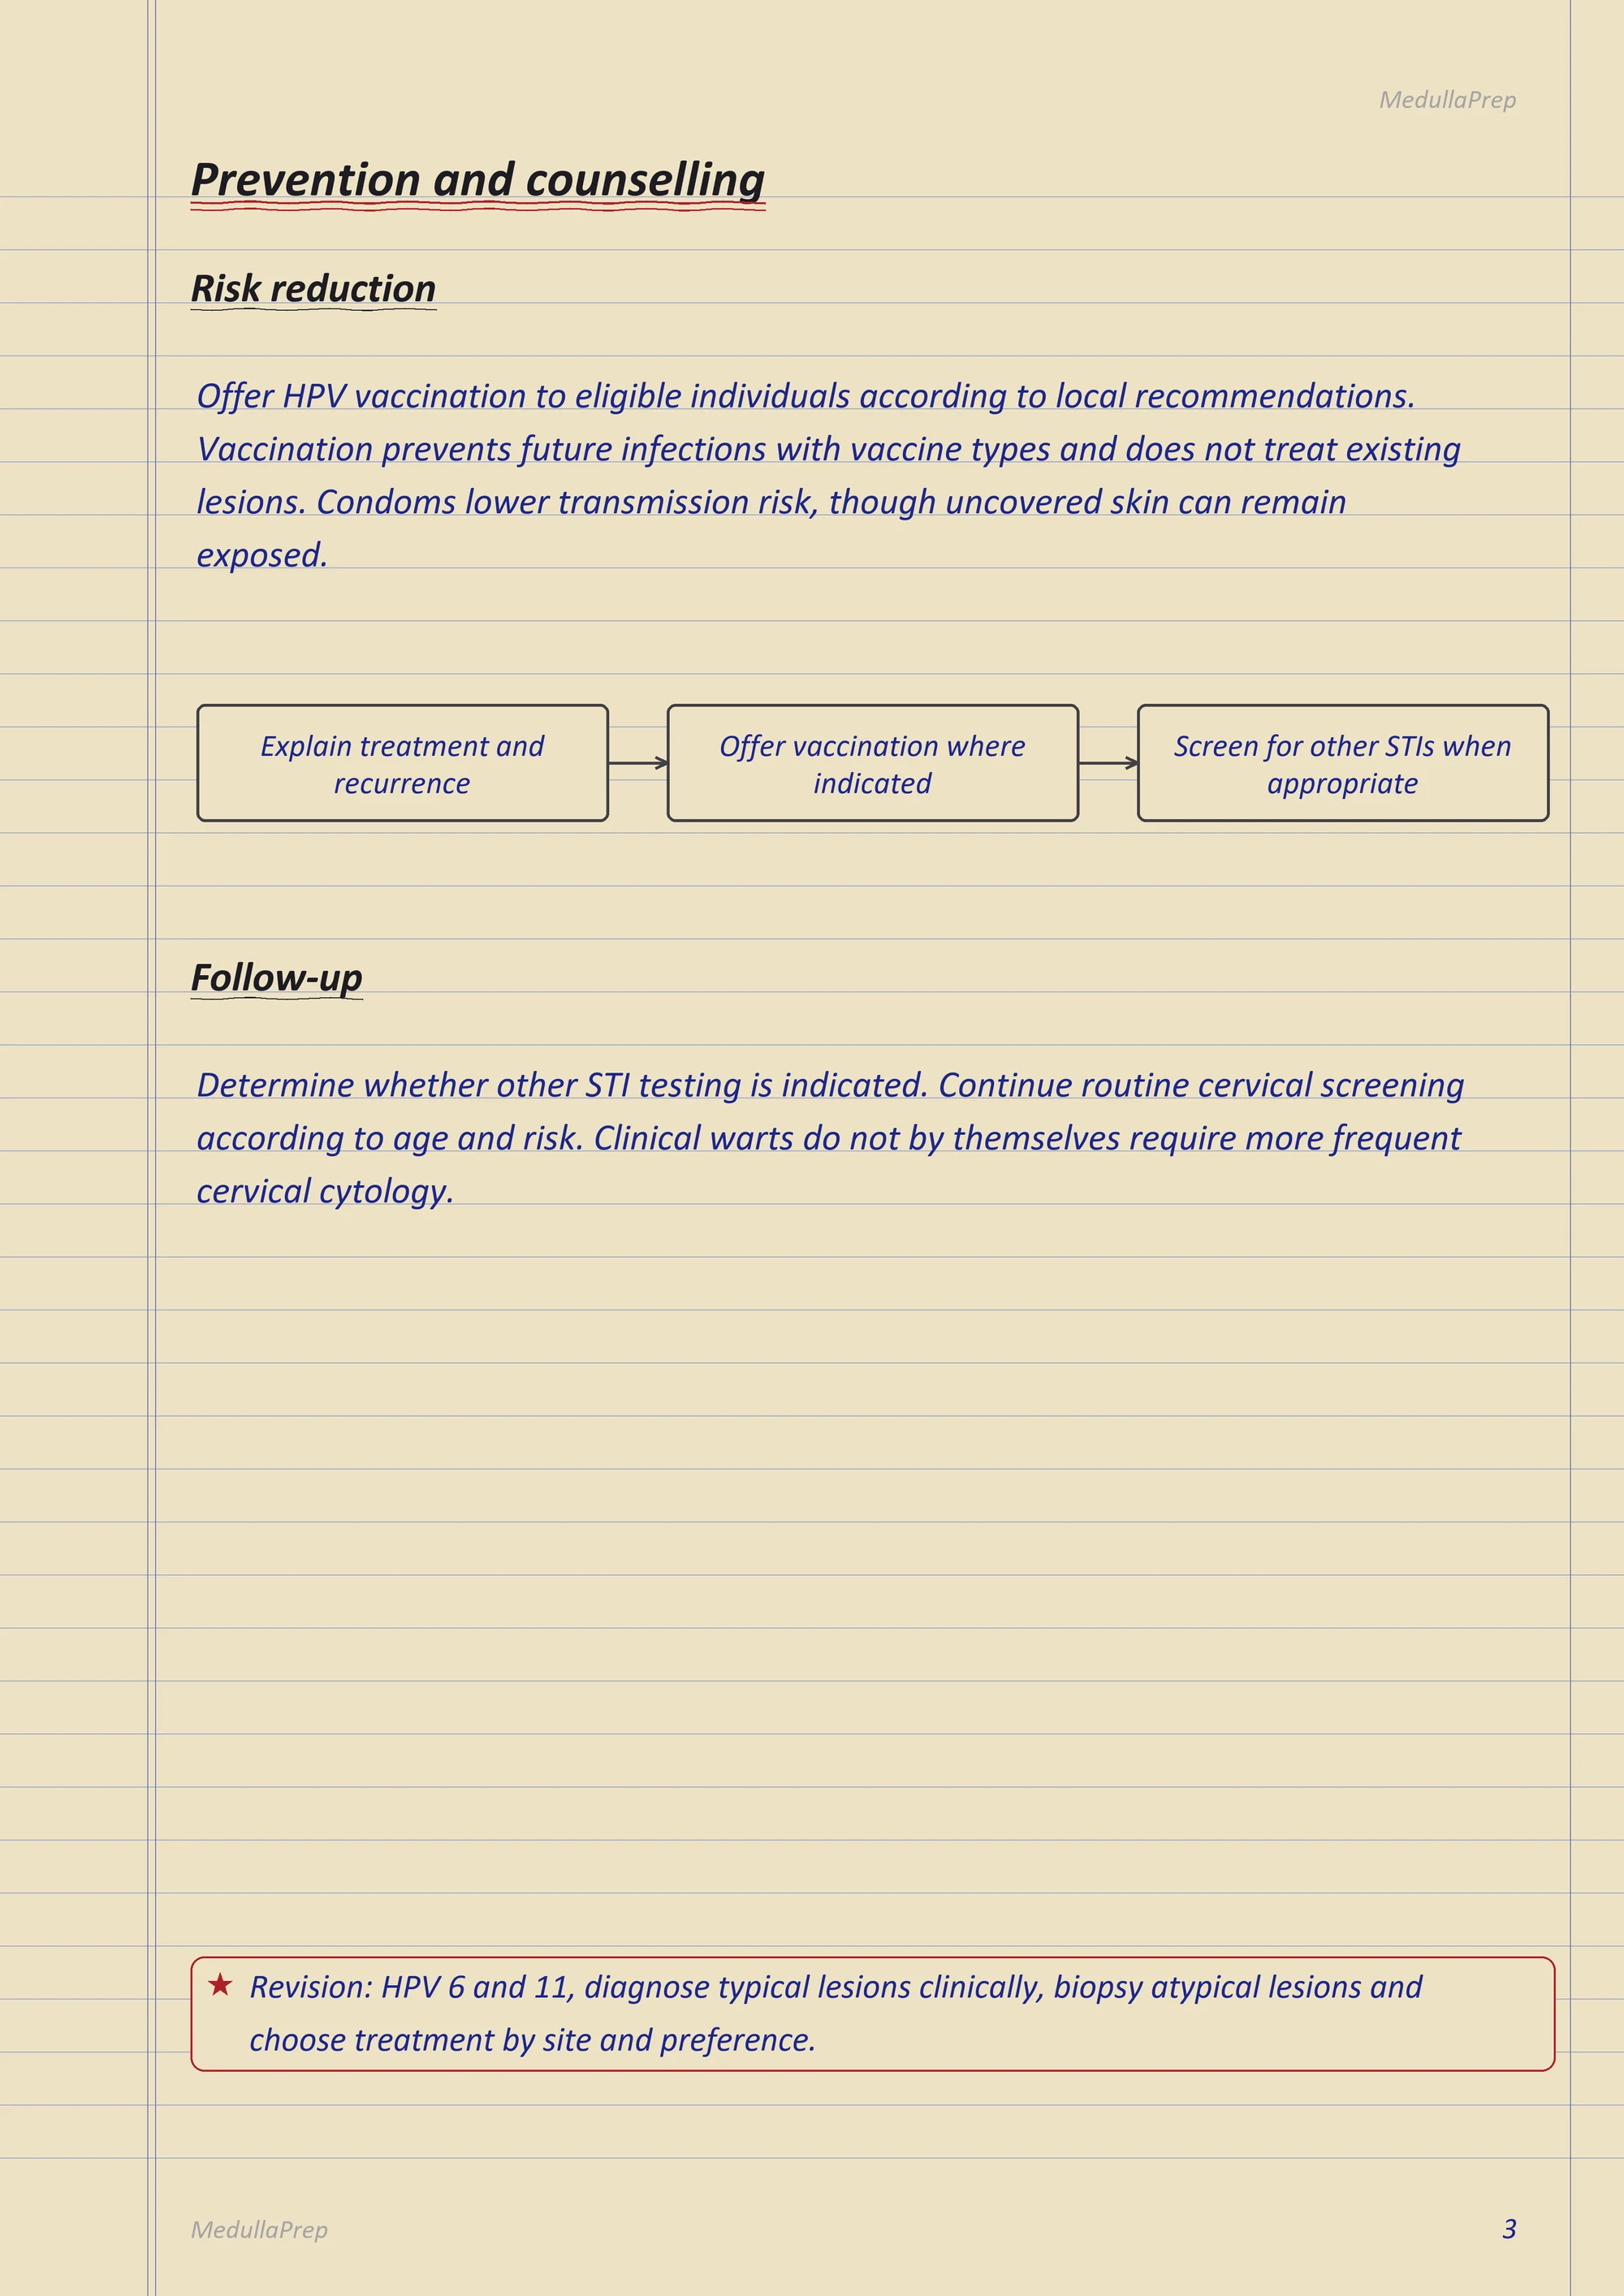 MedullaPrep
Prevention and counselling
Risk reduction
Offer HPV vaccination to eligible individuals according to local recommendations.
Vaccination prevents future infections with vaccine types and does not treat existing
lesions. Condoms lower transmission risk, though uncovered skin can remain
exposed.
Explain treatment and
recurrence
Offer vaccination where
indicated
Screen for other STIs when
appropriate
Follow-up
Determine whether other STI testing is indicated. Continue routine cervical screening
according to age and risk. Clinical warts do not by themselves require more frequent
cervical cytology.
★ Revision: HPV 6 and 11, diagnose typical lesions clinically, biopsy atypical lesions and
choose treatment by site and preference.
MedullaPrep
3